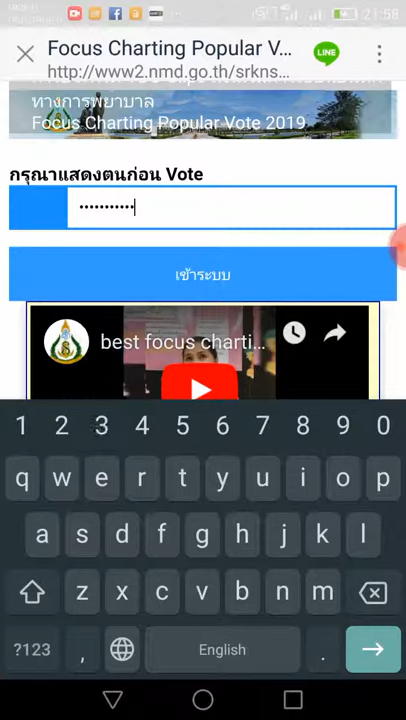 21:58
Focus Charting Popular V...
http://www2.nmd.go.th/srkns...
LINE
ทางการพยาบาล
Focus Charting Popular Vote 2019
กรุณาแสดงตนก่อน Vote
•••••••••••
เข้าระบบ
best focus charti...
1 2 3 4 5 6 7 8 9 0
q w e r t y u i o p
a s d f g h j k l
z x c v b n m
?123 , English .